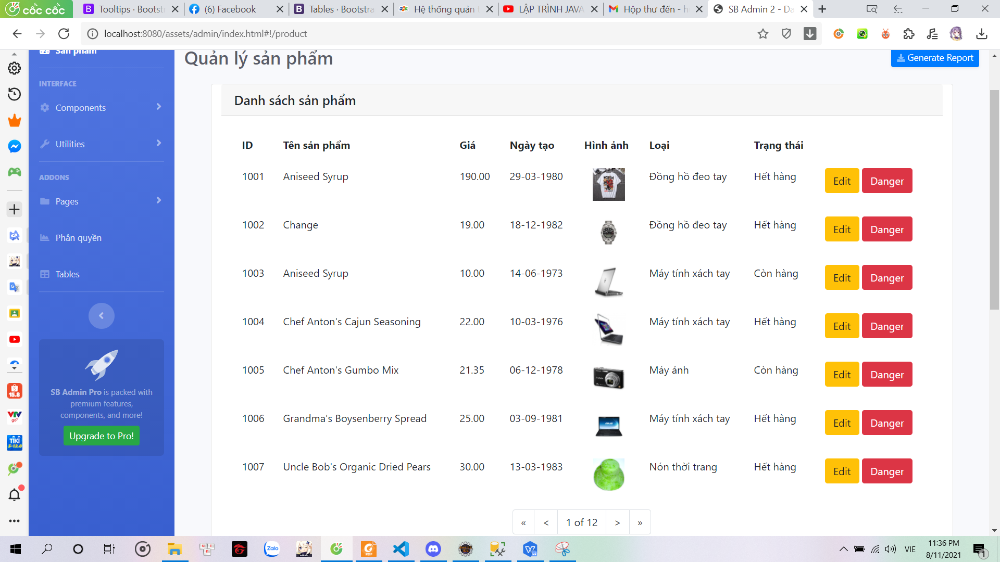 cốc cốc
Tooltips · Bootst
(6) Facebook
Tables · Bootstra
Hệ thống quản
LẬP TRÌNH JAVA
Hộp thư đến - h
SB Admin 2 - Da
localhost:8080/assets/admin/index.html#!/product
Sản phẩm
INTERFACE
Components
Utilities
ADDONS
Pages
Phân quyền
Tables
SB Admin Pro is packed with
premium features,
components, and more!
Upgrade to Pro!
Quản lý sản phẩm
Generate Report
Danh sách sản phẩm
ID Tên sản phẩm Giá Ngày tạo Hình ảnh Loại Trạng thái
1001 Aniseed Syrup 190.00 29-03-1980 Đồng hồ đeo tay Hết hàng Edit Danger
1002 Change 19.00 18-12-1982 Đồng hồ đeo tay Hết hàng Edit Danger
1003 Aniseed Syrup 10.00 14-06-1973 Máy tính xách tay Còn hàng Edit Danger
1004 Chef Anton's Cajun Seasoning 22.00 10-03-1976 Máy tính xách tay Hết hàng Edit Danger
1005 Chef Anton's Gumbo Mix 21.35 06-12-1978 Máy ảnh Còn hàng Edit Danger
1006 Grandma's Boysenberry Spread 25.00 03-09-1981 Máy tính xách tay Hết hàng Edit Danger
1007 Uncle Bob's Organic Dried Pears 30.00 13-03-1983 Nón thời trang Hết hàng Edit Danger
« < 1 of 12 > »
15.8
VTV
go
TIKI
Zalo
PDF
VIE
11:36 PM
8/11/2021
1